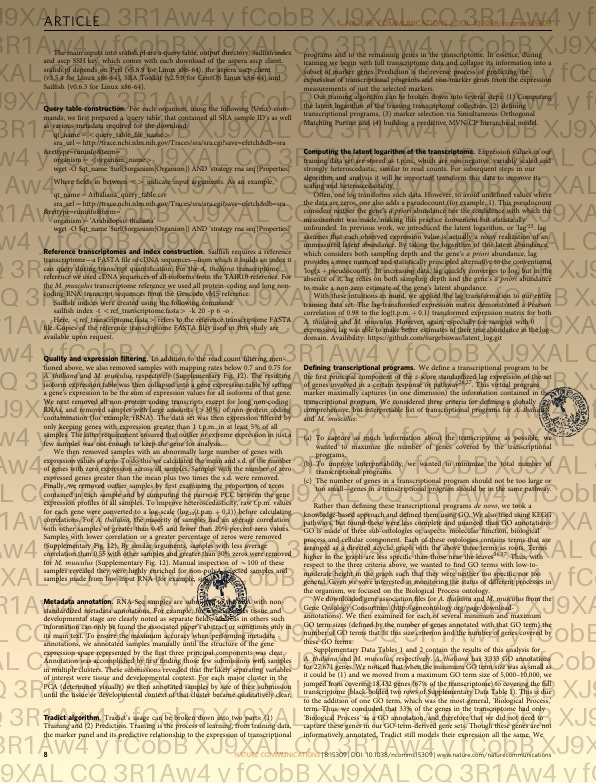 ARTICLE
NATURE COMMUNICATIONS | DOI: 10.1038/ncomms15309
The main inputs into srafish.pl are a query table, output directory, Sailfish index
and ascp SSH key, which comes with each download of the aspera ascp client.
srafish.pl depends on Perl (v5.8.9 for Linux x86-64), the aspera ascp client
(v3.5.4 for Linux x86-64), SRA Toolkit (v2.5.0 for CentOS Linux x86-64) and
Sailfish (v0.6.3 for Linux x86-64).
Query table construction. For each organism, using the following (Unix) com-
mands, we first prepared a 'query table' that contained all SRA sample ID's as well
as various metadata required for the download:
qt_name = <query_table_file_name>
sra_url = http://trace.ncbi.nlm.nih.gov/Traces/sra/sra.cgi?save=efetch&db=sra
&rettype=runinfo&term=
organism = <organism_name>
wget -O $qt_name '$sra_url($organism[Organism]) AND "strategy rna seq"[Properties]'
Where fields in between < > indicate input arguments. As an example,
qt_name = Athaliana_query_table.csv
sra_url = http://trace.ncbi.nlm.nih.gov/Traces/sra/sra.cgi?save=efetch&db=sra
&rettype=runinfo&term=
organism = 'Arabidopsis thaliana'
wget -O $qt_name '$sra_url($organism[Organism]) AND "strategy rna seq"[Properties]'
Reference transcriptomes and index construction. Sailfish requires a reference
transcriptome—a FASTA file of cDNA sequences—from which it builds an index it
can query during transcript quantification. For the A. thaliana transcriptome
reference we used cDNA sequences of all isoforms from the TAIR10 reference. For
the M. musculus transcriptome reference we used all protein-coding and long non-
coding RNA transcript sequences from the Gencode vM5 reference.
Sailfish indices were created using the following command:
sailfish index -t <ref_transcriptome.fasta> -k 20 -p 6 -o .
Here, <ref_transcriptome.fasta> refers to the reference transcriptome FASTA
file. Copies of the reference transcriptome FASTA files used in this study are
available upon request.
Quality and expression filtering. In addition to the read count filtering men-
tioned above, we also removed samples with mapping rates below 0.7 and 0.75 for
A. thaliana and M. musculus, respectively (Supplementary Fig. 12). The resulting
isoform expression table was then collapsed into a gene expression table by setting
a gene's expression to be the sum of expression values for all isoforms of that gene.
We next removed all non-protein coding transcripts except for long non-coding
RNAs, and removed samples with large amounts (>30%) of non-protein coding
contamination (for example, rRNA). The data set was then expression filtered by
only keeping genes with expression greater than 1 t.p.m. in at least 5% of all
samples. The latter requirement ensured that outlier or extreme expression in just a
few samples was not enough to keep the gene for analysis.
We then removed samples with an abnormally large number of genes with
expression values of zero. To do this we calculated the mean and s.d. of the number
of genes with zero expression across all samples. Samples with the number of zero
expressed genes greater than the mean plus two times the s.d. were removed.
Finally, we removed outlier samples by first examining the proportion of zeros
contained in each sample and by computing the pairwise PCC between the gene
expression profiles of all samples. To improve heteroscedasticity, raw t.p.m. values
for each gene were converted to a log-scale (log10(t.p.m. + 0.1)) before calculating
correlations. For A. thaliana, the majority of samples had an average correlation
with other samples of greater than 0.45 and fewer than 20% percent zero values.
Samples with lower correlation or a greater percentage of zeros were removed
(Supplementary Fig. 12). By similar arguments, samples with less average
correlation than 0.55 with other samples and greater than 30% zeros were removed
for M. musculus (Supplementary Fig. 12). Manual inspection of ~100 of these
samples revealed they were highly enriched for non-polyA selected samples and
samples made from low-input RNA (for example,
Metadata annotation. RNA-Seq samples are submitted with non-
standardized metadata annotations. For example, tissue and
developmental stage are clearly noted as separate fields, in others such
information can only be found the associated paper's abstract or sometimes only in
its main text. To ensure the maximum accuracy when performing metadata
annotations, we annotated samples manually until the structure of the gene
expression space represented by the first three principal components was clear.
Annotation was accomplished by first finding those few submissions with samples
in multiple clusters. These submissions revealed that the likely separating variables
of interest were tissue and developmental context. For each major cluster in the
PCA (determined visually) we then annotated samples by size of their submission
until the tissue or developmental context of that cluster became qualitatively clear.
Tradict algorithm. Tradict's usage can be broken down into two parts: (1)
Training and (2) Prediction. Training is the process of learning, from training data,
the marker panel and its predictive relationship to the expression of transcriptional
programs and to the remaining genes in the transcriptome. In essence, during
training we begin with full transcriptome data and collapse its information into a
subset of marker genes. Prediction is the reverse process of predicting the
expression of transcriptional programs and non-marker genes from the expression
measurements of just the selected markers.
Our training algorithm can be broken down into several steps: (1) Computing
the latent logarithm of the training transcriptome collection, (2) defining
transcriptional programs, (3) marker selection via Simultaneous Orthogonal
Matching Pursuit and (4) building a predictive MVN-CP hierarchical model.
Computing the latent logarithm of the transcriptome. Expression values in our
training data set are stored as t.p.m., which are non-negative, variably scaled and
strongly heteroscedastic, similar to read counts. For subsequent steps in our
algorithm and analysis it will be important transform this data to improve its
scaling and heteroscedasticity.
Often, one log transforms such data. However, to avoid undefined values where
the data are zero, one also adds a pseudocount (for example, 1). This pseudocount
considers neither the gene's a priori abundance nor the confidence with which the
measurement was made, making this practice convenient but statistically
unfounded. In previous work, we introduced the latent logarithm, or 'lag'. lag
assumes that each observed expression value is actually a noisy realization of an
unmeasured latent abundance. By taking the logarithm of this latent abundance,
which considers both sampling depth and the gene's a priori abundance, lag
provides a more nuanced and statistically principled alternative to the conventional
'log(x + pseudocount)'. In increasing data, lag quickly converges to log, but in the
absence of it, lag relies on both sampling depth and the gene's a priori abundance
to make a non-zero estimate of the gene's latent abundance.
With these intuitions in mind, we applied the lag transformation to our entire
training data set. The lag-transformed expression matrix demonstrated a Pearson
correlation of 0.98 to the log(t.p.m. + 0.1) transformed expression matrix for both
A. thaliana and M. musculus. However, again, especially for samples with 0
expression, lag was able to make better estimates of their true abundance in the log-
domain. Availibility: https://github.com/surgebiswas/latent_log.git
Defining transcriptional programs. We define a transcriptional program to be
the first principal component of the z-score standardized lag expression of the set
of genes involved in a certain response or pathway. This virtual program
marker maximally captures (in one dimension) the information contained in the
transcriptional program. We considered three criteria for defining a globally
comprehensive, but interpretable list of transcriptional programs for A. thaliana
and M. musculus:
(a) To capture as much information about the transcriptome as possible, we
wanted to maximize the number of genes covered by the transcriptional
programs.
(b) To improve interpretability, we wanted to minimize the total number of
transcriptional programs.
(c) The number of genes in a transcriptional program should not be too large or
too small—genes in a transcriptional program should be in the same pathway.
Rather than defining transcriptional programs de novo, we took a
knowledge-based approach and defined them using GO. We also tried using KEGG
pathways, but found these were less complete and nuanced than GO annotations.
GO is made of three sub-ontologies or aspects: molecular function, biological
process and cellular component. Each of these ontologies contains terms that are
arranged as a directed acyclic graph with the above three terms as roots. Terms
higher in the graph are less specific than those near the leaves. Thus, with
respect to the three criteria above, we wanted to find GO terms with low-to-
moderate height in the graph such that they were neither too specific nor too
general. Given we were interested in monitoring the status of different processes in
the organism, we focused on the Biological Process ontology.
We downloaded gene association files for A. thaliana and M. musculus from the
Gene Ontology Consortium (http://geneontology.org/page/download-
annotations). We then examined for each of several minimum and maximum
GO term sizes (defined by the number of genes annotated with that GO term) the
number of GO terms that fit this size criterion and the number of genes covered by
these GO terms.
Supplementary Data Tables 1 and 2 contain the results of this analysis for
A. thaliana and M. musculus, respectively. A. thaliana has 3,333 GO annotations
for 27,671 genes. We noticed that when the minimum GO term size was as small as
it could be (1) and we moved from a maximum GO term size of 5,000–10,000, we
jumped from covering 18,432 genes (67% of the transcriptome) to covering the full
transcriptome (black-bolded two rows of Supplementary Data Table 1). This is due
to the addition of one GO term, which was the most general, 'Biological Process,'
term. Thus, we concluded that 33% of the genes in the transcriptome had only
'Biological Process' as a GO annotation, and therefore that we did not need to
capture these genes in our GO-term-derived gene sets. Though these genes are not
informatively annotated, Tradict still models their expression all the same. We
8
NATURE COMMUNICATIONS | 8:15309 | DOI: 10.1038/ncomms15309 | www.nature.com/naturecommunications